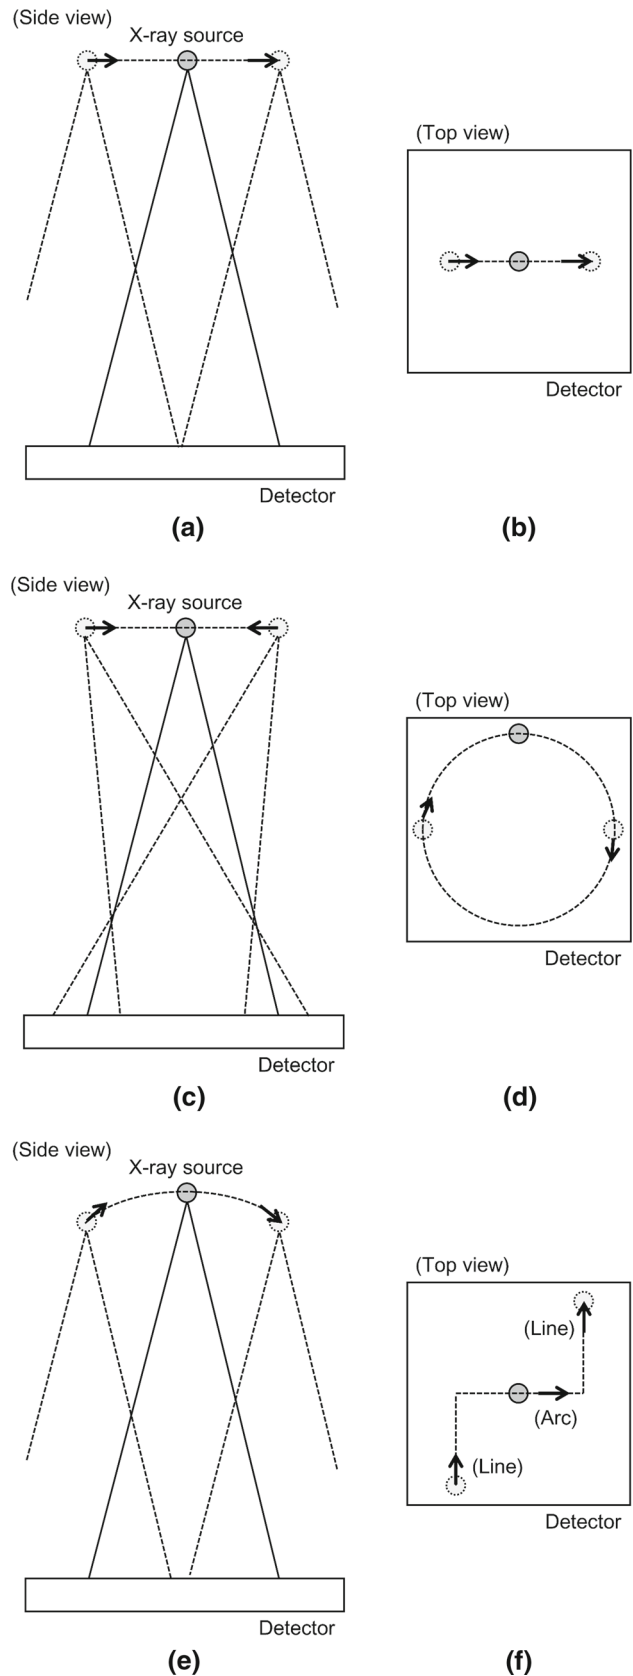 (Side view)
X-ray source
Detector
(a)
(Top view)
Detector
(b)
(Side view)
X-ray source
Detector
(c)
(Top view)
Detector
(d)
(Side view)
X-ray source
Detector
(e)
(Top view)
(Line)
(Arc)
(Line)
Detector
(f)